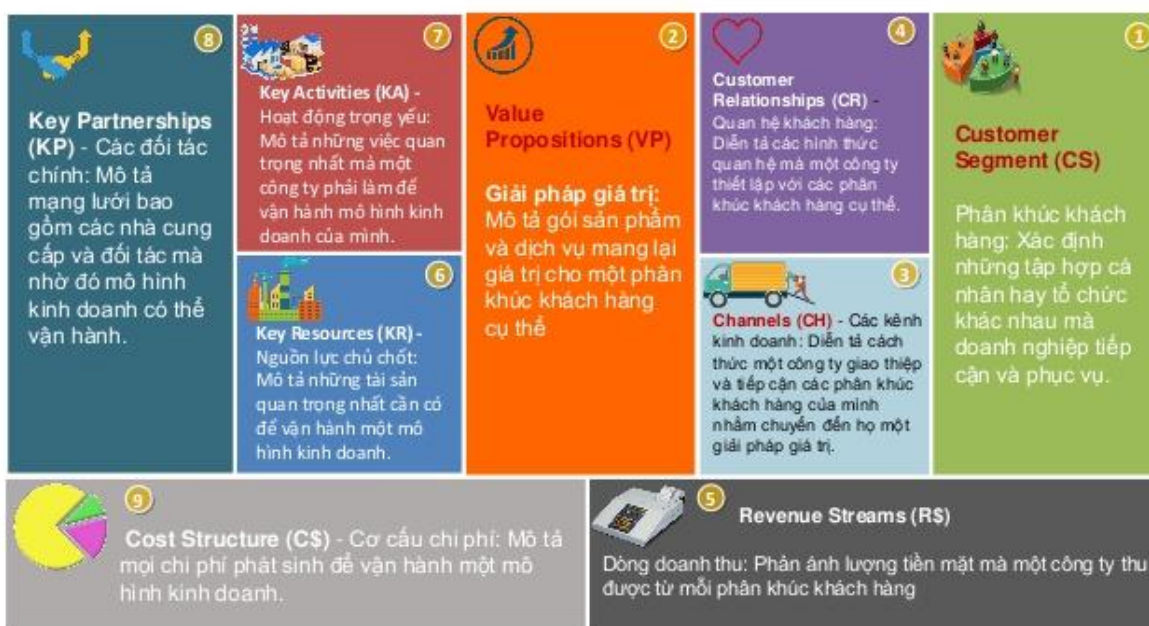 8
Key Partnerships
(KP) - Các đối tác
chính: Mô tả
mạng lưới bao
gồm các nhà cung
cấp và đối tác mà
nhờ đó mô hình
kinh doanh có thể
vận hành.
7
Key Activities (KA) -
Hoạt động trọng yếu:
Mô tả những việc quan
trọng nhất mà một
công ty phải làm để
vận hành mô hình kinh
doanh của mình.
6
Key Resources (KR) -
Nguồn lực chủ chốt:
Mô tả những tài sản
quan trọng nhất cần có
để vận hành một mô
hình kinh doanh.
2
Value
Propositions (VP)
Giải pháp giá trị:
Mô tả gói sản phẩm
và dịch vụ mang lại
giá trị cho một phân
khúc khách hàng
cụ thể
4
Customer
Relationships (CR) -
Quan hệ khách hàng:
Diễn tả các hình thức
quan hệ mà một công ty
thiết lập với các phân
khúc khách hàng cụ thể.
3
Channels (CH) - Các kênh
kinh doanh: Diễn tả cách
thức một công ty giao thiệp
và tiếp cận các phân khúc
khách hàng của mình
nhằm chuyển đến họ một
giải pháp giá trị.
1
Customer
Segment (CS)
Phân khúc khách
hàng: Xác định
những tập hợp cá
nhân hay tổ chức
khác nhau mà
doanh nghiệp tiếp
cận và phục vụ.
9
Cost Structure (C$) - Cơ cấu chi phí: Mô tả
mọi chi phí phát sinh để vận hành một mô
hình kinh doanh.
5
Revenue Streams (R$)
Dòng doanh thu: Phản ánh lượng tiền mặt mà một công ty thu
được từ mỗi phân khúc khách hàng